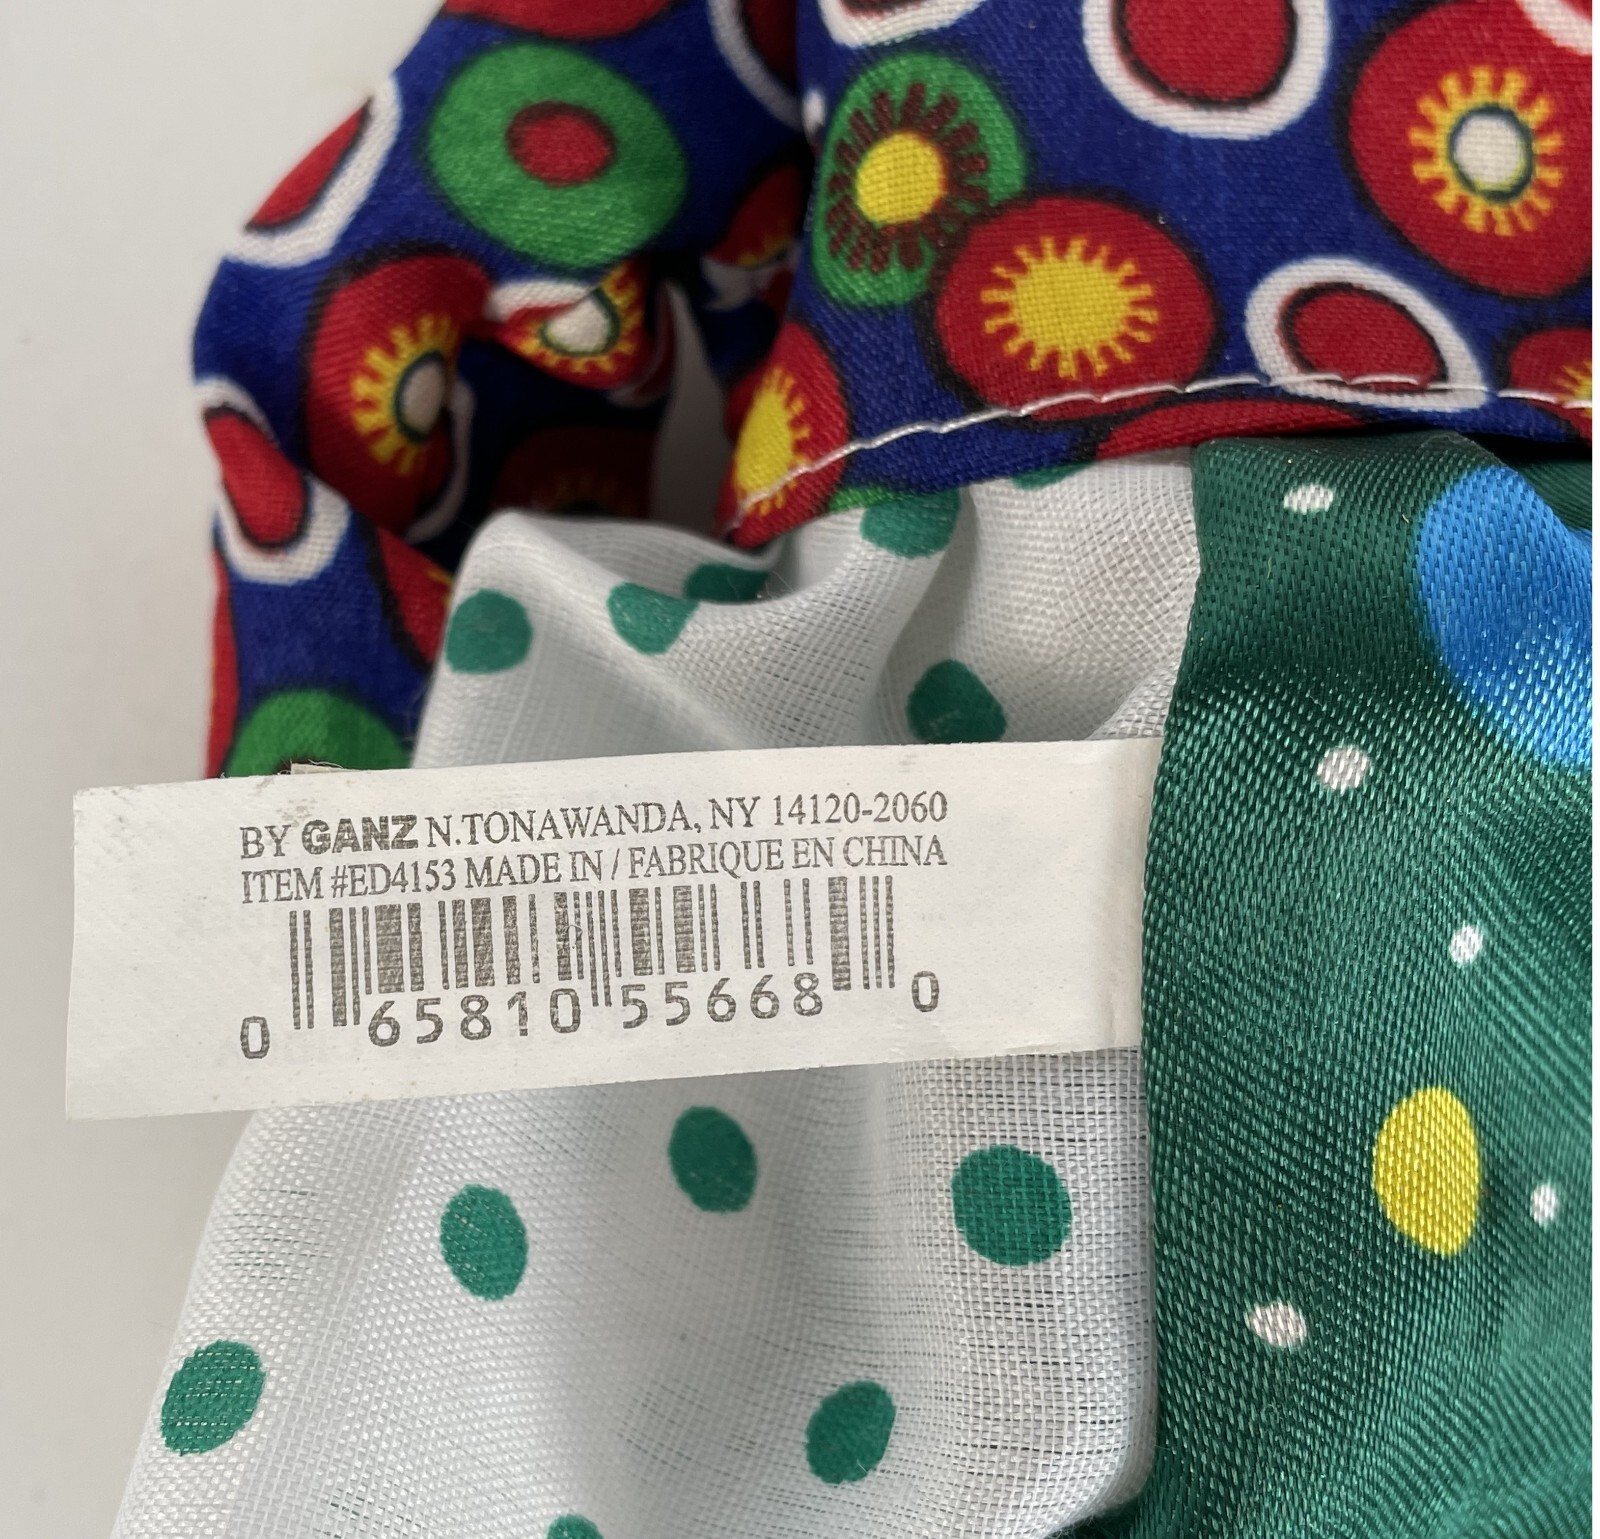 BY GANZ N.TONAWANDA, NY 14120-2060
ITEM #ED4153 MADE IN / FABRIQUE EN CHINA
0 65810 55668 0